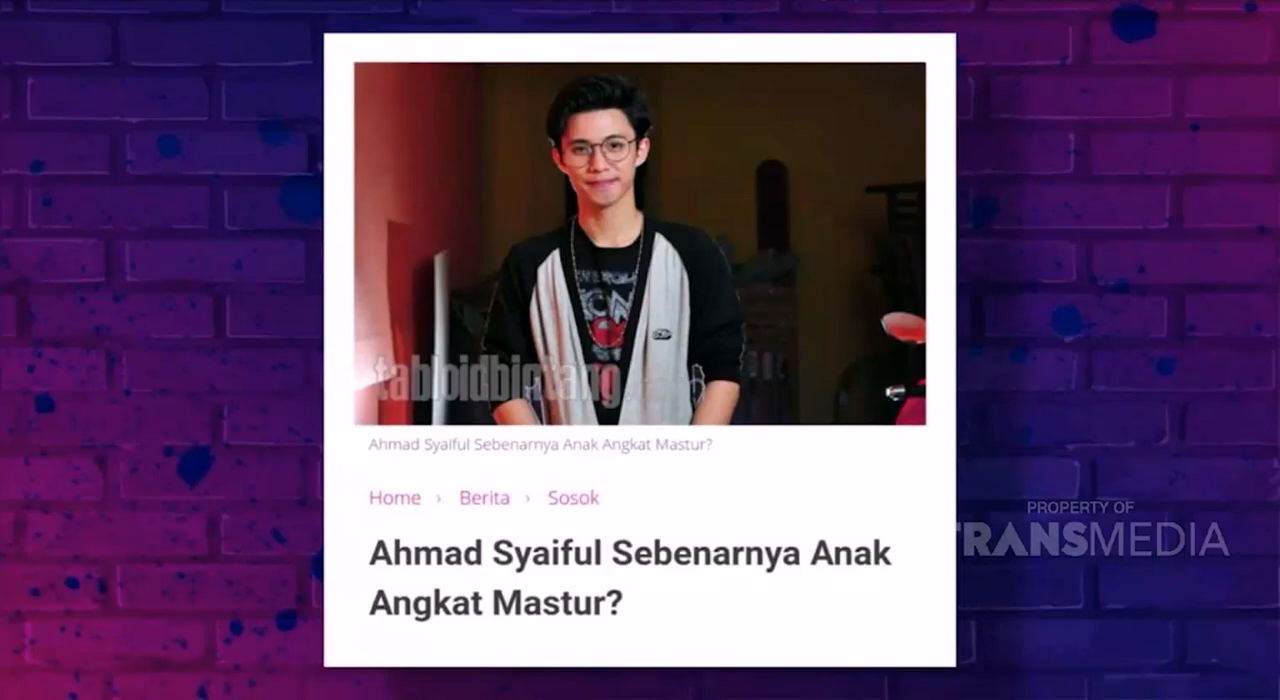 tabloidbintang
Ahmad Syaiful Sebenarnya Anak Angkat Mastur?
Home › Berita › Sosok
PROPERTY OF
TRANSMEDIA
Ahmad Syaiful Sebenarnya Anak
Angkat Mastur?